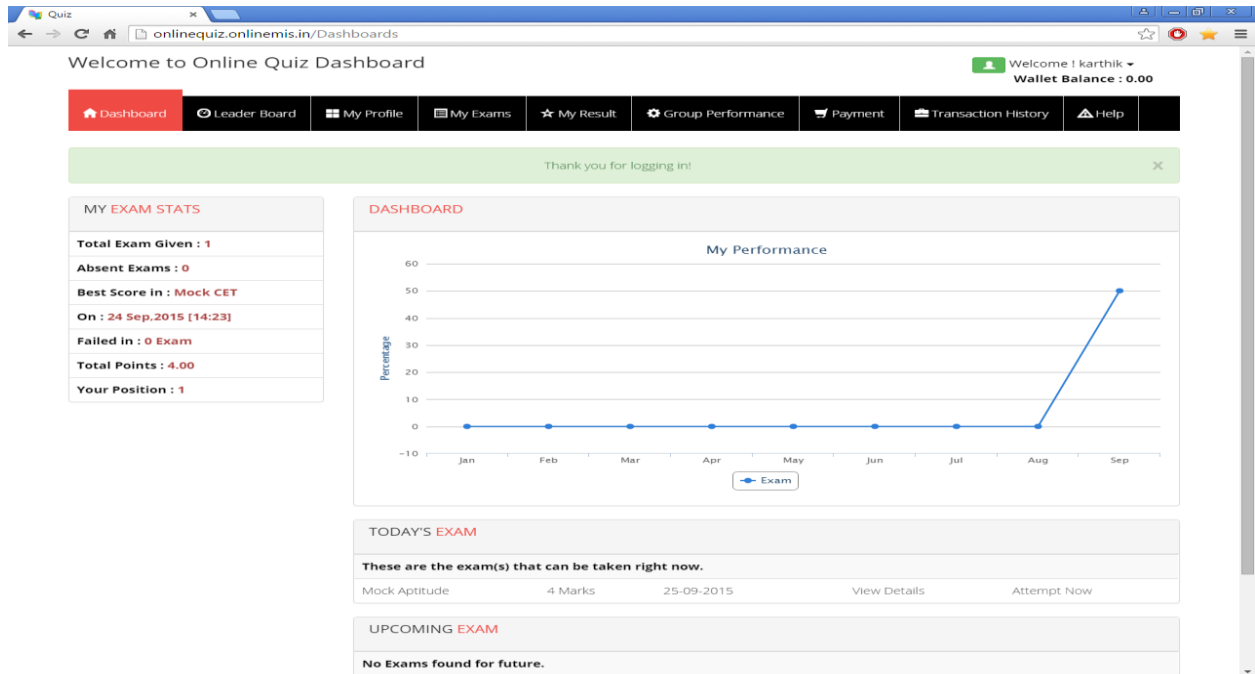 Quiz
onlinequiz.onlinemis.in/Dashboards
Welcome to Online Quiz Dashboard
Welcome ! karthik
Wallet Balance : 0.00
Dashboard Leader Board My Profile My Exams My Result Group Performance Payment Transaction History Help
Thank you for logging in!
MY EXAM STATS
Total Exam Given : 1
Absent Exams : 0
Best Score in : Mock CET
On : 24 Sep,2015 [14:23]
Failed in : 0 Exam
Total Points : 4.00
Your Position : 1
DASHBOARD
My Performance
Percentage
60
50
40
30
20
10
0
−10
Jan Feb Mar Apr May Jun Jul Aug Sep
Exam
TODAY'S EXAM
These are the exam(s) that can be taken right now.
Mock Aptitude 4 Marks 25-09-2015 View Details Attempt Now
UPCOMING EXAM
No Exams found for future.